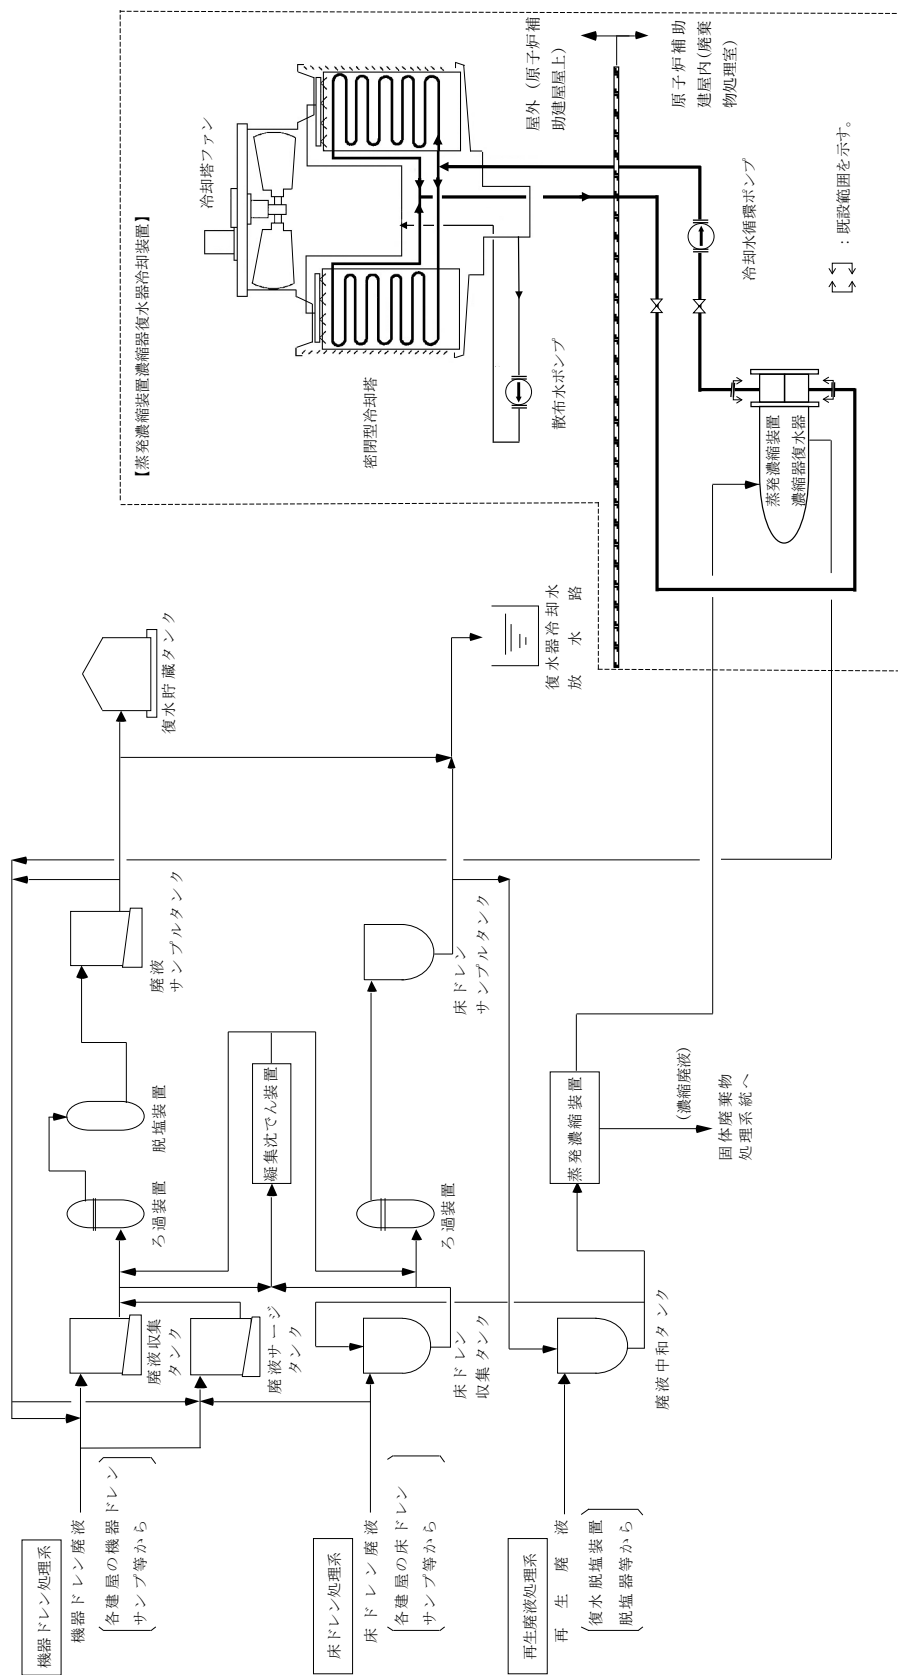 機器ドレン処理系
機器ドレン廃液
各建屋の機器ドレン
サンプ等から
廃液収集
タンク
廃液サージ
タンク
ろ過装置
脱塩装置
廃液
サンプルタンク
復水貯蔵タンク
凝集沈でん装置
床ドレン処理系
床ドレン廃液
各建屋の床ドレン
サンプ等から
床ドレン
収集タンク
ろ過装置
床ドレン
サンプルタンク
復水器冷却水
放水路
再生廃液処理系
再生廃液
復水脱塩装置
脱塩器等から
廃液中和タンク
蒸発濃縮装置
(濃縮廃液)
固体廃棄物
処理系統へ
【蒸発濃縮装置濃縮器復水器冷却装置】
冷却塔ファン
密閉型冷却塔
散布水ポンプ
屋外(原子炉補
助建屋屋上)
原子炉補助
建屋内(廃棄
物処理室)
冷却水循環ポンプ
蒸発濃縮装置
濃縮器復水器
:既設範囲を示す。